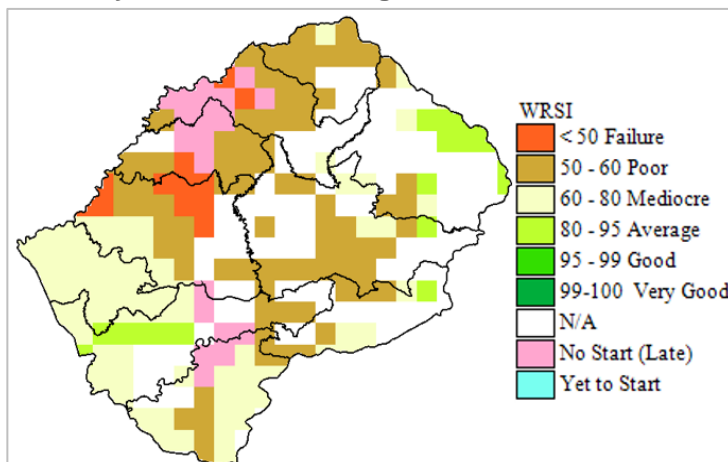 WRSI
< 50 Failure
50 - 60 Poor
60 - 80 Mediocre
80 - 95 Average
95 - 99 Good
99-100 Very Good
N/A
No Start (Late)
Yet to Start